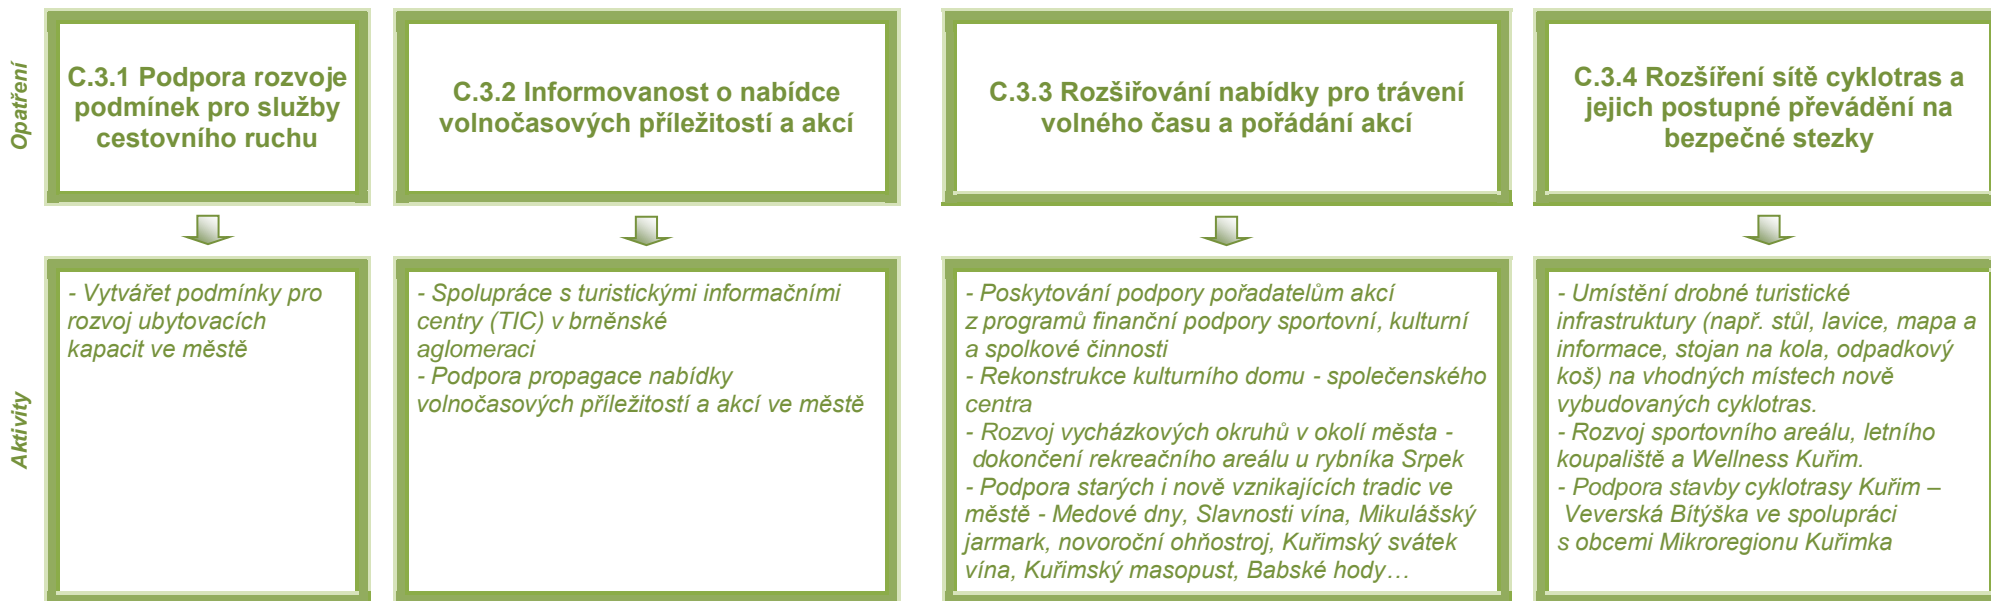 Opatření
C.3.1 Podpora rozvoje
podmínek pro služby
cestovního ruchu
C.3.2 Informovanost o nabídce
volnočasových příležitostí a akcí
C.3.3 Rozšiřování nabídky pro trávení
volného času a pořádání akcí
C.3.4 Rozšíření sítě cyklotras a
jejich postupné převádění na
bezpečné stezky
Aktivity
- Vytvářet podmínky pro
rozvoj ubytovacích
kapacit ve městě
- Spolupráce s turistickými informačními
centry (TIC) v brněnské
aglomeraci
- Podpora propagace nabídky
volnočasových příležitostí a akcí ve městě
- Poskytování podpory pořadatelům akcí
z programů finanční podpory sportovní, kulturní
a spolkové činnosti
- Rekonstrukce kulturního domu - společenského
centra
- Rozvoj vycházkových okruhů v okolí města -
dokončení rekreačního areálu u rybníka Srpek
- Podpora starých i nově vznikajících tradic ve
městě - Medové dny, Slavnosti vína, Mikulášský
jarmark, novoroční ohňostroj, Kuřimský svátek
vína, Kuřimský masopust, Babské hody…
- Umístění drobné turistické
infrastruktury (např. stůl, lavice, mapa a
informace, stojan na kola, odpadkový
koš) na vhodných místech nově
vybudovaných cyklotras.
- Rozvoj sportovního areálu, letního
koupaliště a Wellness Kuřim.
- Podpora stavby cyklotrasy Kuřim –
Veverská Bítýška ve spolupráci
s obcemi Mikroregionu Kuřimka